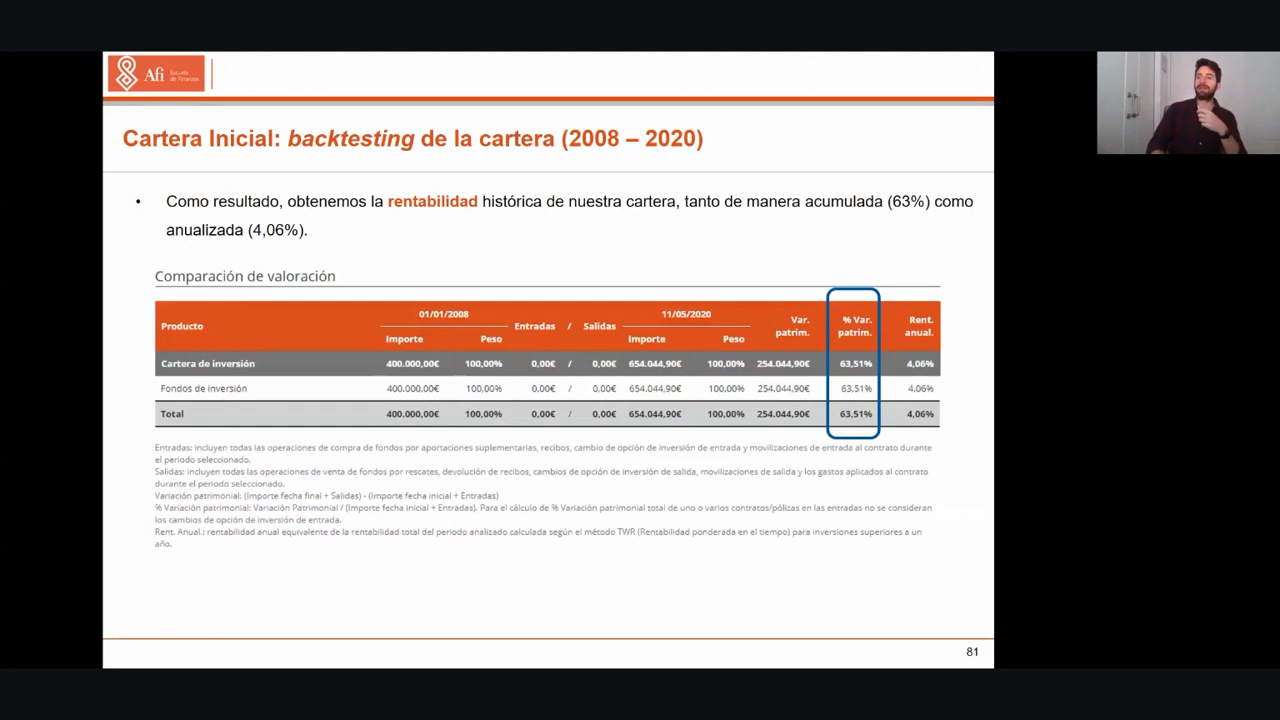 Afi Escuela de Finanzas
Cartera Inicial: backtesting de la cartera (2008 – 2020)
• Como resultado, obtenemos la rentabilidad histórica de nuestra cartera, tanto de manera acumulada (63%) como
anualizada (4,06%).
Comparación de valoración
Producto 01/01/2008 Importe Peso Entradas / Salidas 11/05/2020 Importe Peso Var. patrim. % Var. patrim. Rent. anual.
Cartera de inversión 400.000,00€ 100,00% 0,00€ / 0,00€ 654.044,90€ 100,00% 254.044,90€ 63,51% 4,06%
Fondos de inversión 400.000,00€ 100,00% 0,00€ / 0,00€ 654.044,90€ 100,00% 254.044,90€ 63,51% 4,06%
Total 400.000,00€ 100,00% 0,00€ / 0,00€ 654.044,90€ 100,00% 254.044,90€ 63,51% 4,06%
Entradas: incluyen todas las operaciones de compra de fondos por aportaciones suplementarias, recibos, cambio de opción de inversión de entrada y movilizaciones de entrada al contrato durante
el periodo seleccionado.
Salidas: incluyen todas las operaciones de venta de fondos por rescates, devolución de recibos, cambios de opción de inversión de salida, movilizaciones de salida y los gastos aplicados al contrato
durante el periodo seleccionado.
Variación patrimonial: (Importe fecha final + Salidas) - (Importe fecha inicial + Entradas)
% Variación patrimonial: Variación Patrimonial / (Importe fecha inicial + Entradas). Para el cálculo de % Variación patrimonial total de uno o varios contratos/pólizas en las entradas no se consideran
los cambios de opción de inversión de entrada.
Rent. Anual.: rentabilidad anual equivalente de la rentabilidad total del periodo analizado calculada según el método TWR (Rentabilidad ponderada en el tiempo) para inversiones superiores a un
año.
81